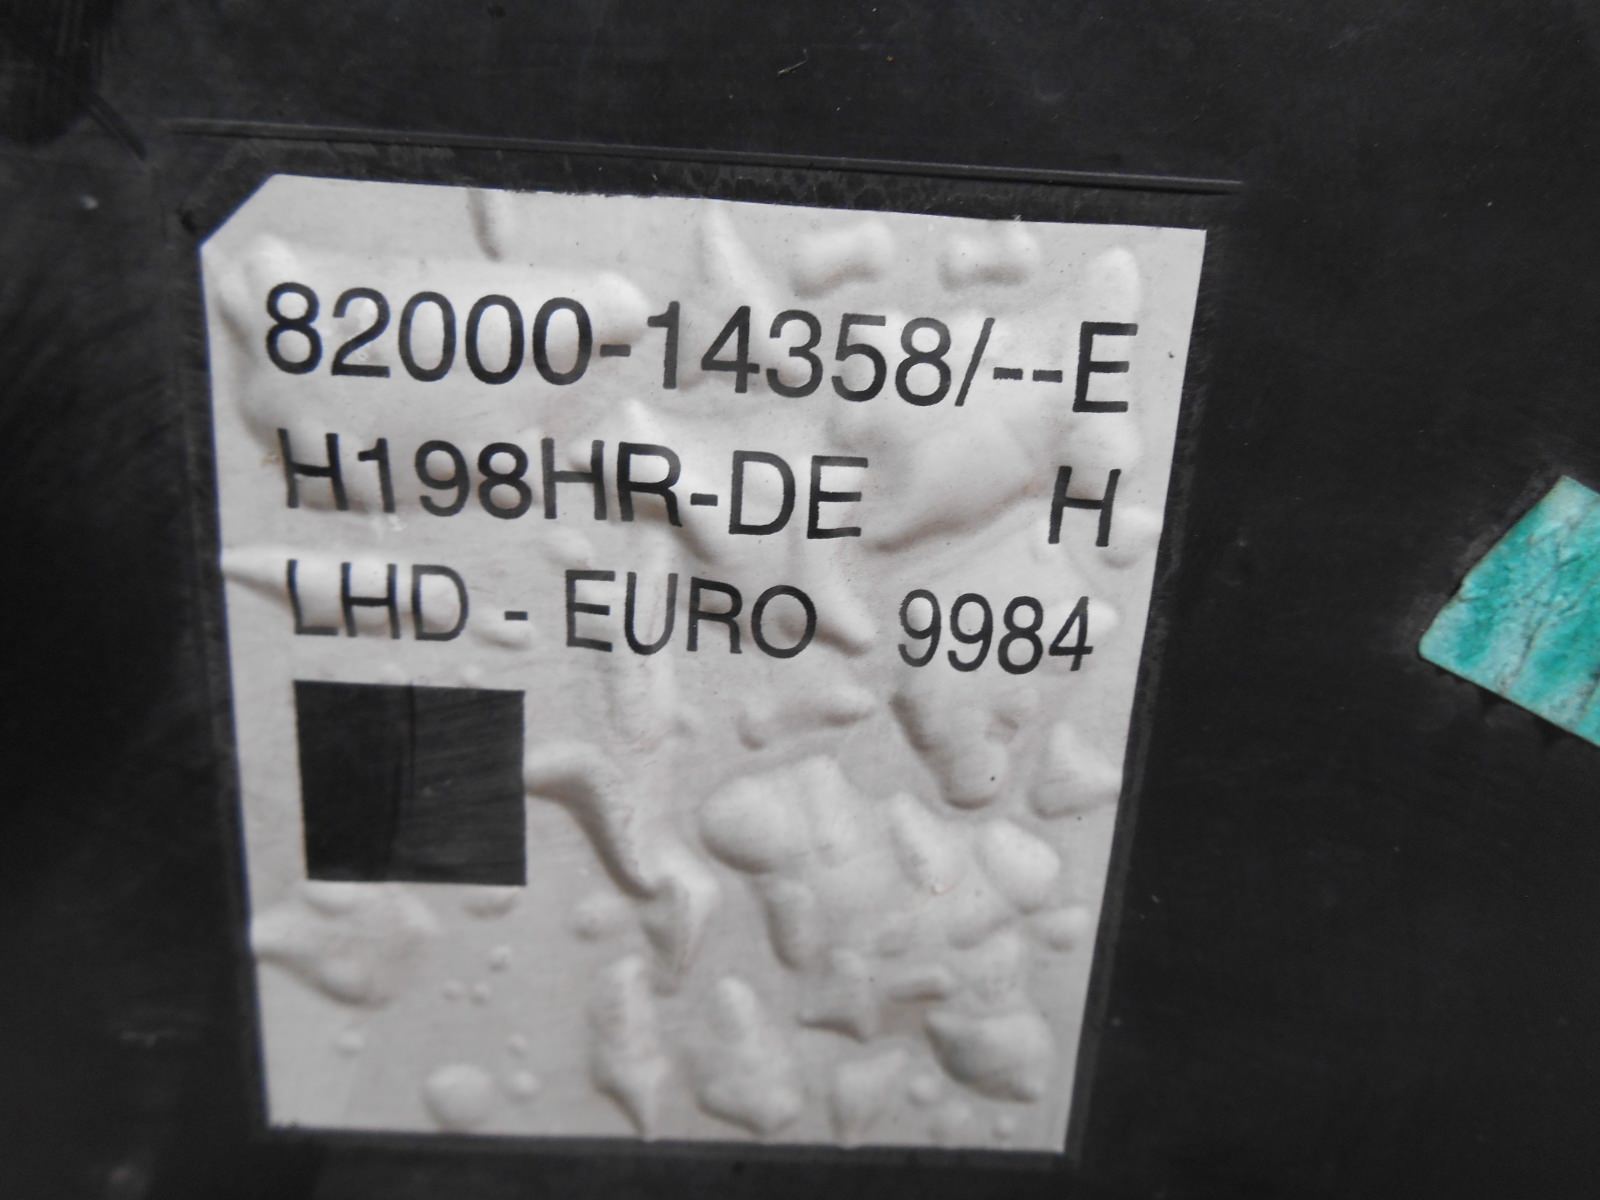 82000-14358/--E
H198HR-DE H
LHD - EURO 9984